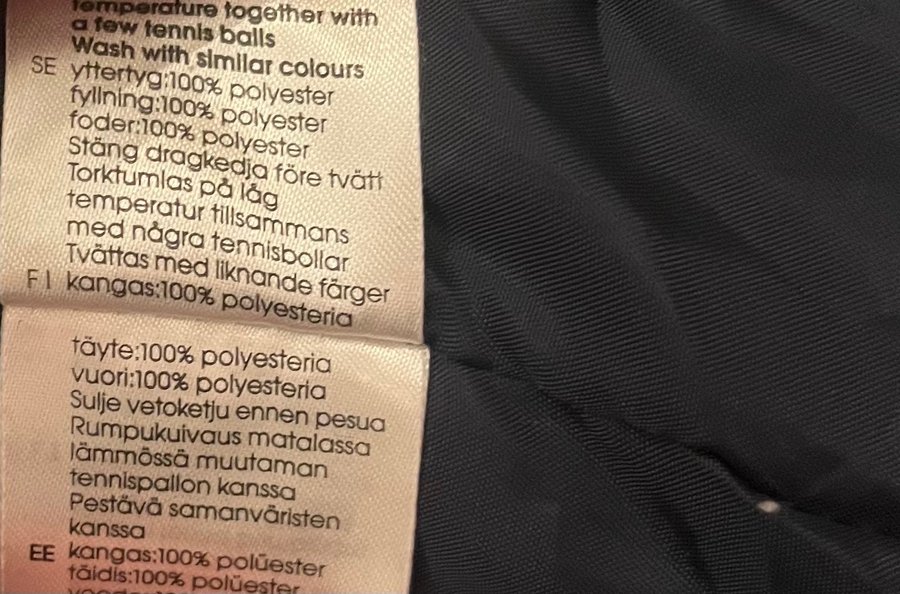 temperature together with
a few tennis balls
Wash with similar colours
SE yttertyg:100% polyester
fyllning:100% polyester
foder:100% polyester
Stäng dragkedja före tvätt
Torktumlas på låg
temperatur tillsammans
med några tennisbollar
Tvättas med liknande färger
FI kangas:100% polyesteria
täyte:100% polyesteria
vuori:100% polyesteria
Sulje vetoketju ennen pesua
Rumpukuivaus matalassa
lämmössä muutaman
tennispallon kanssa
Pestävä samanväristen
kanssa
EE kangas:100% polüester
täidis:100% polüester